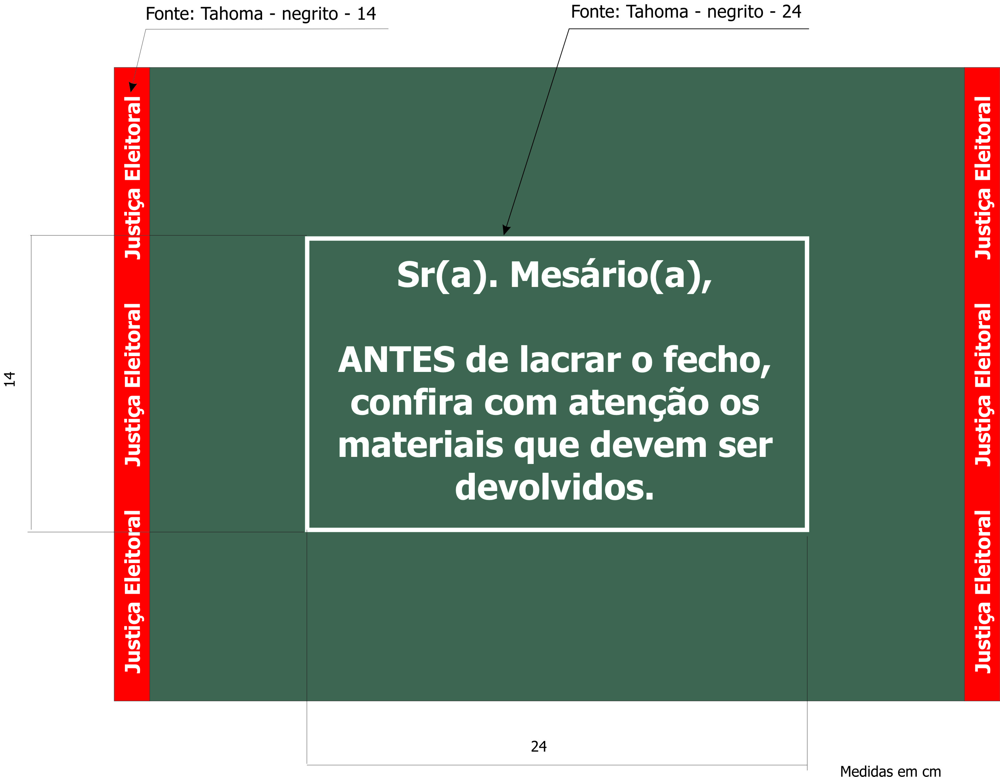 Fonte: Tahoma - negrito - 14
Fonte: Tahoma - negrito - 24
Justiça Eleitoral
Justiça Eleitoral
Justiça Eleitoral
14
Sr(a). Mesário(a),
ANTES de lacrar o fecho,
confira com atenção os
materiais que devem ser
devolvidos.
Justiça Eleitoral
Justiça Eleitoral
Justiça Eleitoral
24
Medidas em cm